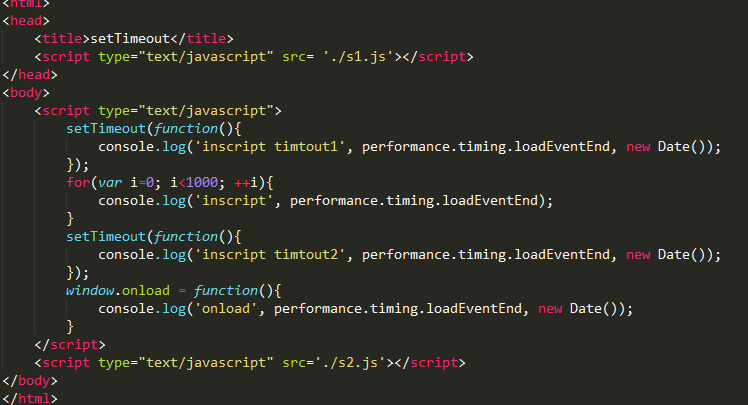 <html>
<head>
    <title>setTimeout</title>
    <script type="text/javascript" src= './s1.js'></script>
</head>
<body>
    <script type="text/javascript">
        setTimeout(function(){
            console.log('inscript timtout1', performance.timing.loadEventEnd, new Date());
        });
        for(var i=0; i<1000; ++i){
            console.log('inscript', performance.timing.loadEventEnd);
        }
        setTimeout(function(){
            console.log('inscript timtout2', performance.timing.loadEventEnd, new Date());
        });
        window.onload = function(){
            console.log('onload', performance.timing.loadEventEnd, new Date());
        }
    </script>
    <script type="text/javascript" src='./s2.js'></script>
</body>
</html>